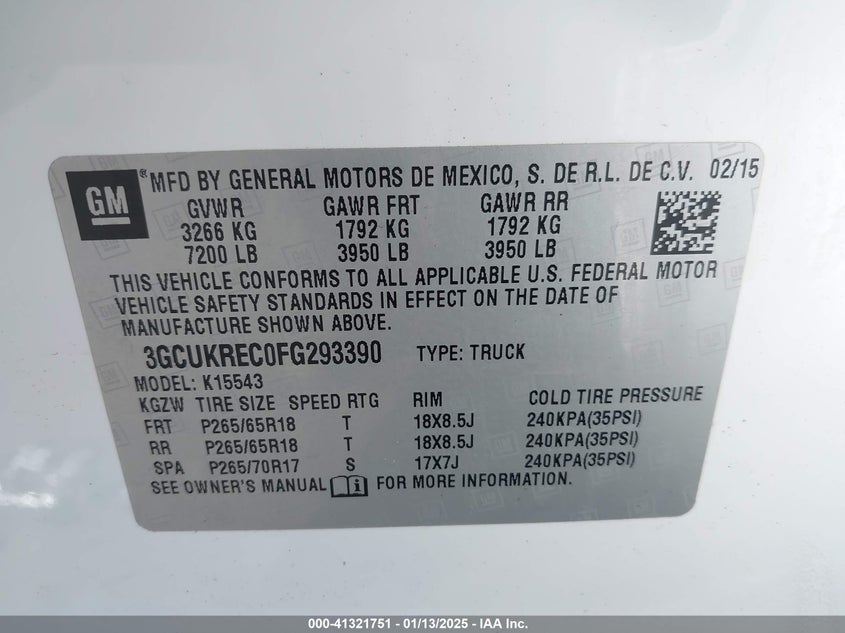 GM ® MFD BY GENERAL MOTORS DE MEXICO, S. DE R.L. DE C.V. 02/15
GVWR GAWR FRT GAWR RR
3266 KG 1792 KG 1792 KG
7200 LB 3950 LB 3950 LB
THIS VEHICLE CONFORMS TO ALL APPLICABLE U.S. FEDERAL MOTOR
VEHICLE SAFETY STANDARDS IN EFFECT ON THE DATE OF
MANUFACTURE SHOWN ABOVE.
3GCUKREC0FG293390 TYPE: TRUCK
MODEL: K15543
KGZW TIRE SIZE SPEED RTG RIM COLD TIRE PRESSURE
FRT P265/65R18 T 18X8.5J 240KPA(35PSI)
RR P265/65R18 T 18X8.5J 240KPA(35PSI)
SPA P265/70R17 S 17X7J 240KPA(35PSI)
SEE OWNER'S MANUAL FOR MORE INFORMATION.
000-41321751 - 01/13/2025 - IAA Inc.